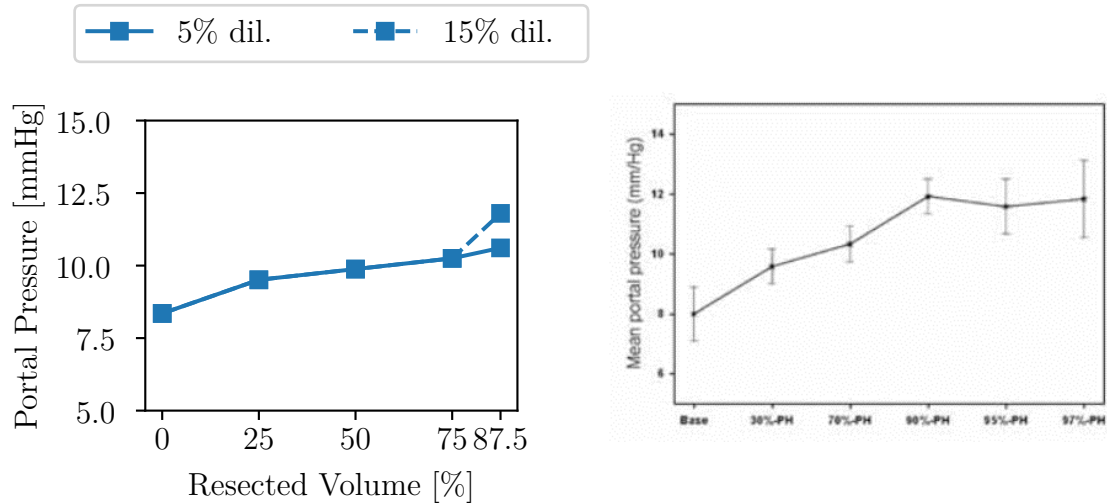 5% dil. 15% dil.
Portal Pressure [mmHg]
15.0
12.5
10.0
7.5
5.0
0 25 50 75 87.5
Resected Volume [%]
Mean portal pressure (mm/Hg)
14
12
10
8
6
Base 30%-PH 70%-PH 90%-PH 95%-PH 97%-PH